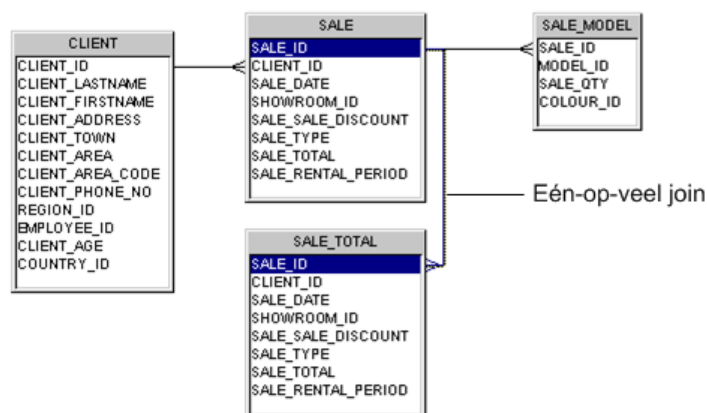 CLIENT
CLIENT_ID
CLIENT_LASTNAME
CLIENT_FIRSTNAME
CLIENT_ADDRESS
CLIENT_TOWN
CLIENT_AREA
CLIENT_AREA_CODE
CLIENT_PHONE_NO
REGION_ID
EMPLOYEE_ID
CLIENT_AGE
COUNTRY_ID
SALE
SALE_ID
CLIENT_ID
SALE_DATE
SHOWROOM_ID
SALE_SALE_DISCOUNT
SALE_TYPE
SALE_TOTAL
SALE_RENTAL_PERIOD
SALE_MODEL
SALE_ID
MODEL_ID
SALE_QTY
COLOUR_ID
Eén-op-veel join
SALE_TOTAL
SALE_ID
CLIENT_ID
SALE_DATE
SHOWROOM_ID
SALE_SALE_DISCOUNT
SALE_TYPE
SALE_TOTAL
SALE_RENTAL_PERIOD